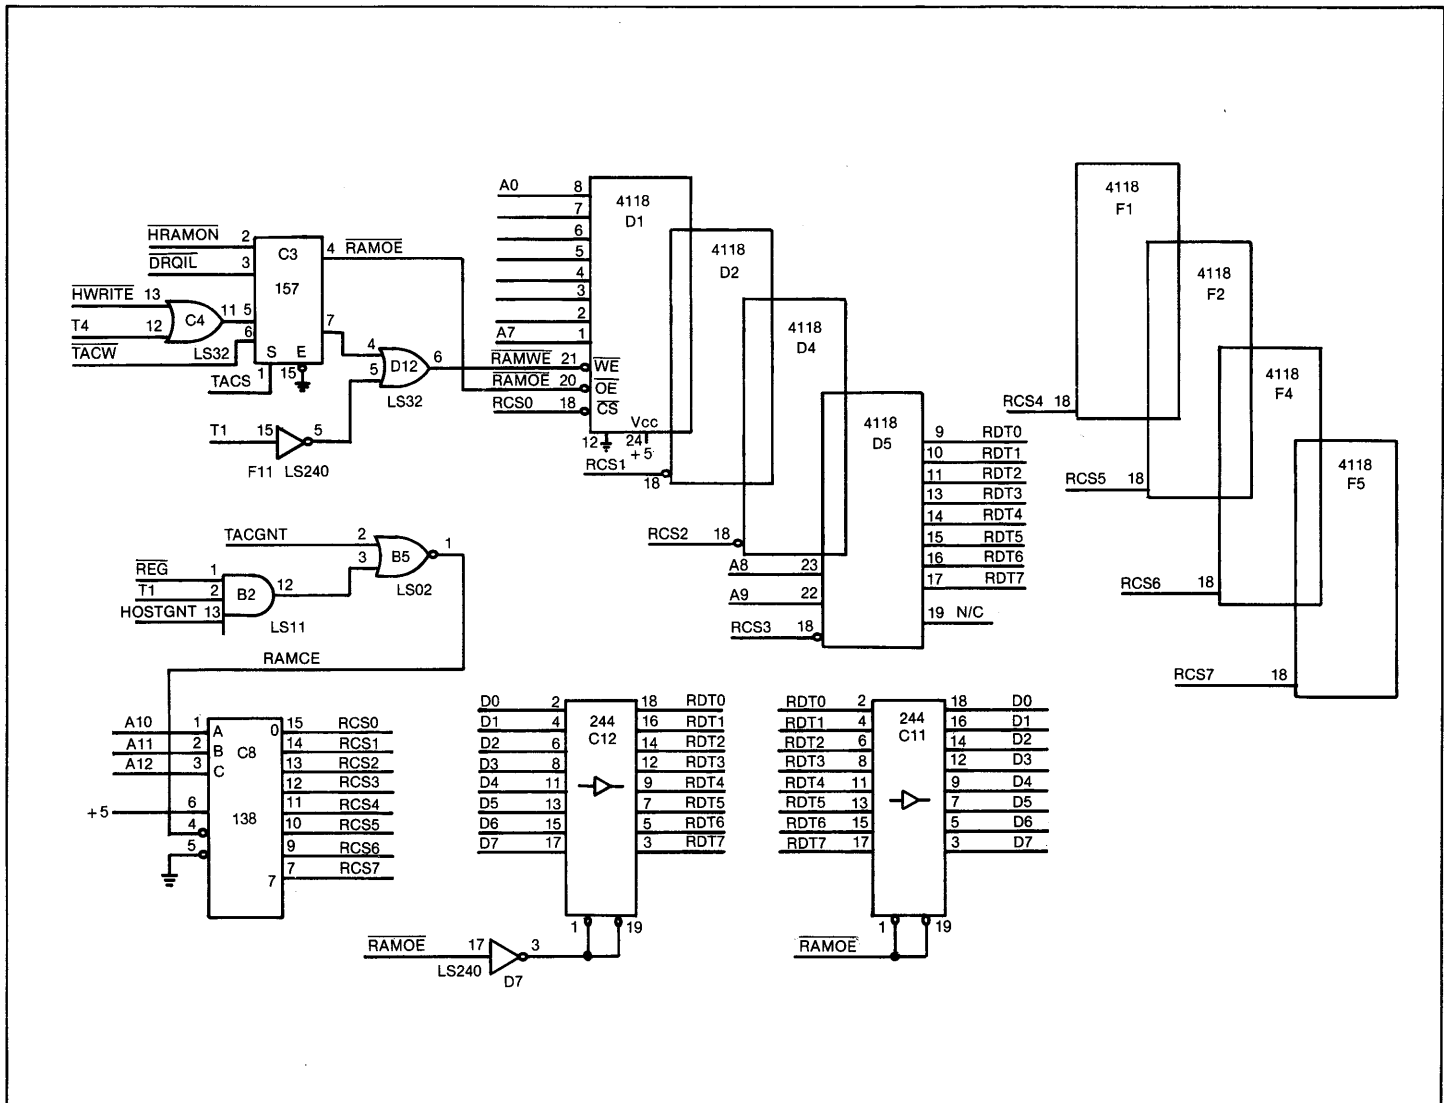 HRAMON 2
DRQIL 3
HWRITE 13
T4 12
TACW
C4
LS32
11 5
6
C3
157
S E
1 15
TACS
4 RAMOE
7
4
5
D12
6
LS32
T1 15
5
F11 LS240
A0 8
7
6
5
4
3
2
A7 1
RAMWE 21 WE
RAMOE 20 OE
RCS0 18 CS
4118
D1
Vcc
12 24
+5
RCS1
18
4118
D2
RCS2 18
4118
D4
A8 23
A9 22
RCS3 18
4118
D5
9 RDT0
10 RDT1
11 RDT2
13 RDT3
14 RDT4
15 RDT5
16 RDT6
17 RDT7
19 N/C
4118
F1
RCS4 18
4118
F2
RCS5 18
4118
F4
RCS6 18
4118
F5
RCS7 18
TACGNT 2
3
B5
1
LS02
REG 1
T1 2
HOSTGNT 13
B2
12
LS11
RAMCE
A10 1 A
A11 2 B
A12 3 C
+5 6
4
5
C8
138
0
7
15 RCS0
14 RCS1
13 RCS2
12 RCS3
11 RCS4
10 RCS5
9 RCS6
7 RCS7
D0 2
D1 4
D2 6
D3 8
D4 11
D5 13
D6 15
D7 17
244
C12
18 RDT0
16 RDT1
14 RDT2
12 RDT3
9 RDT4
7 RDT5
5 RDT6
3 RDT7
1 19
RAMOE 17
3
LS240
D7
RDT0 2
RDT1 4
RDT2 6
RDT3 8
RDT4 11
RDT5 13
RDT6 15
RDT7 17
244
C11
18 D0
16 D1
14 D2
12 D3
9 D4
7 D5
5 D6
3 D7
1 19
RAMOE